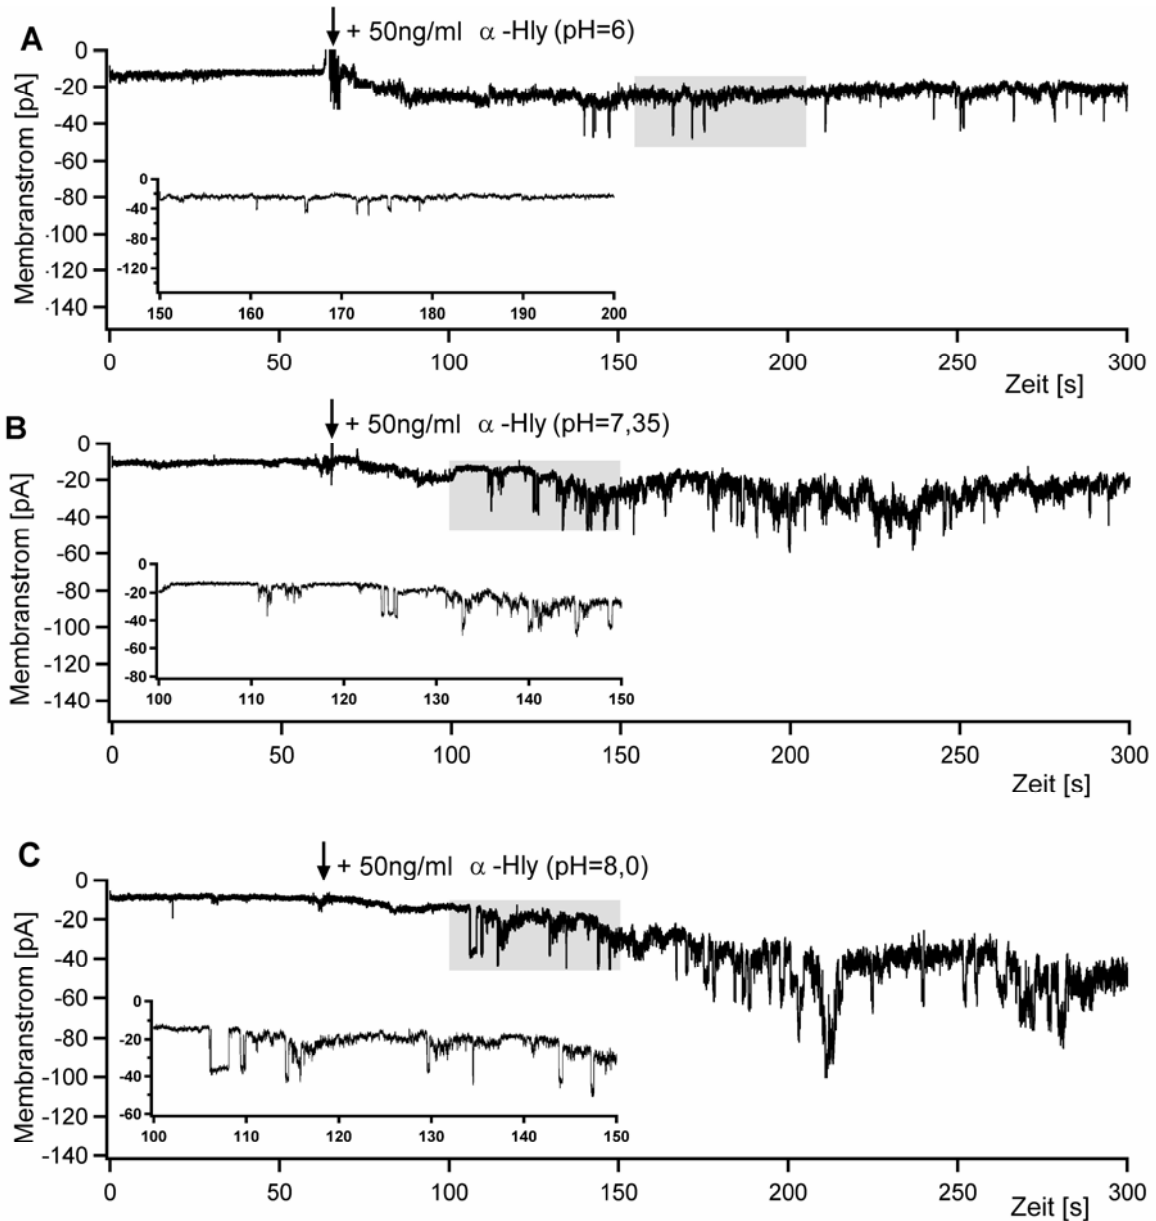 A
+ 50ng/ml α -Hly (pH=6)
Membranstrom [pA]
0
-20
-40
-60
-80
-100
-120
-140
0
-40
-80
-120
150 160 170 180 190 200
0 50 100 150 200 250 300
Zeit [s]
B
+ 50ng/ml α -Hly (pH=7,35)
Membranstrom [pA]
0
-20
-40
-60
-80
-100
-120
-140
0
-20
-40
-60
-80
100 110 120 130 140 150
0 50 100 150 200 250 300
Zeit [s]
C
+ 50ng/ml α -Hly (pH=8,0)
Membranstrom [pA]
0
-20
-40
-60
-80
-100
-120
-140
0
-20
-40
-60
100 110 120 130 140 150
0 50 100 150 200 250 300
Zeit [s]